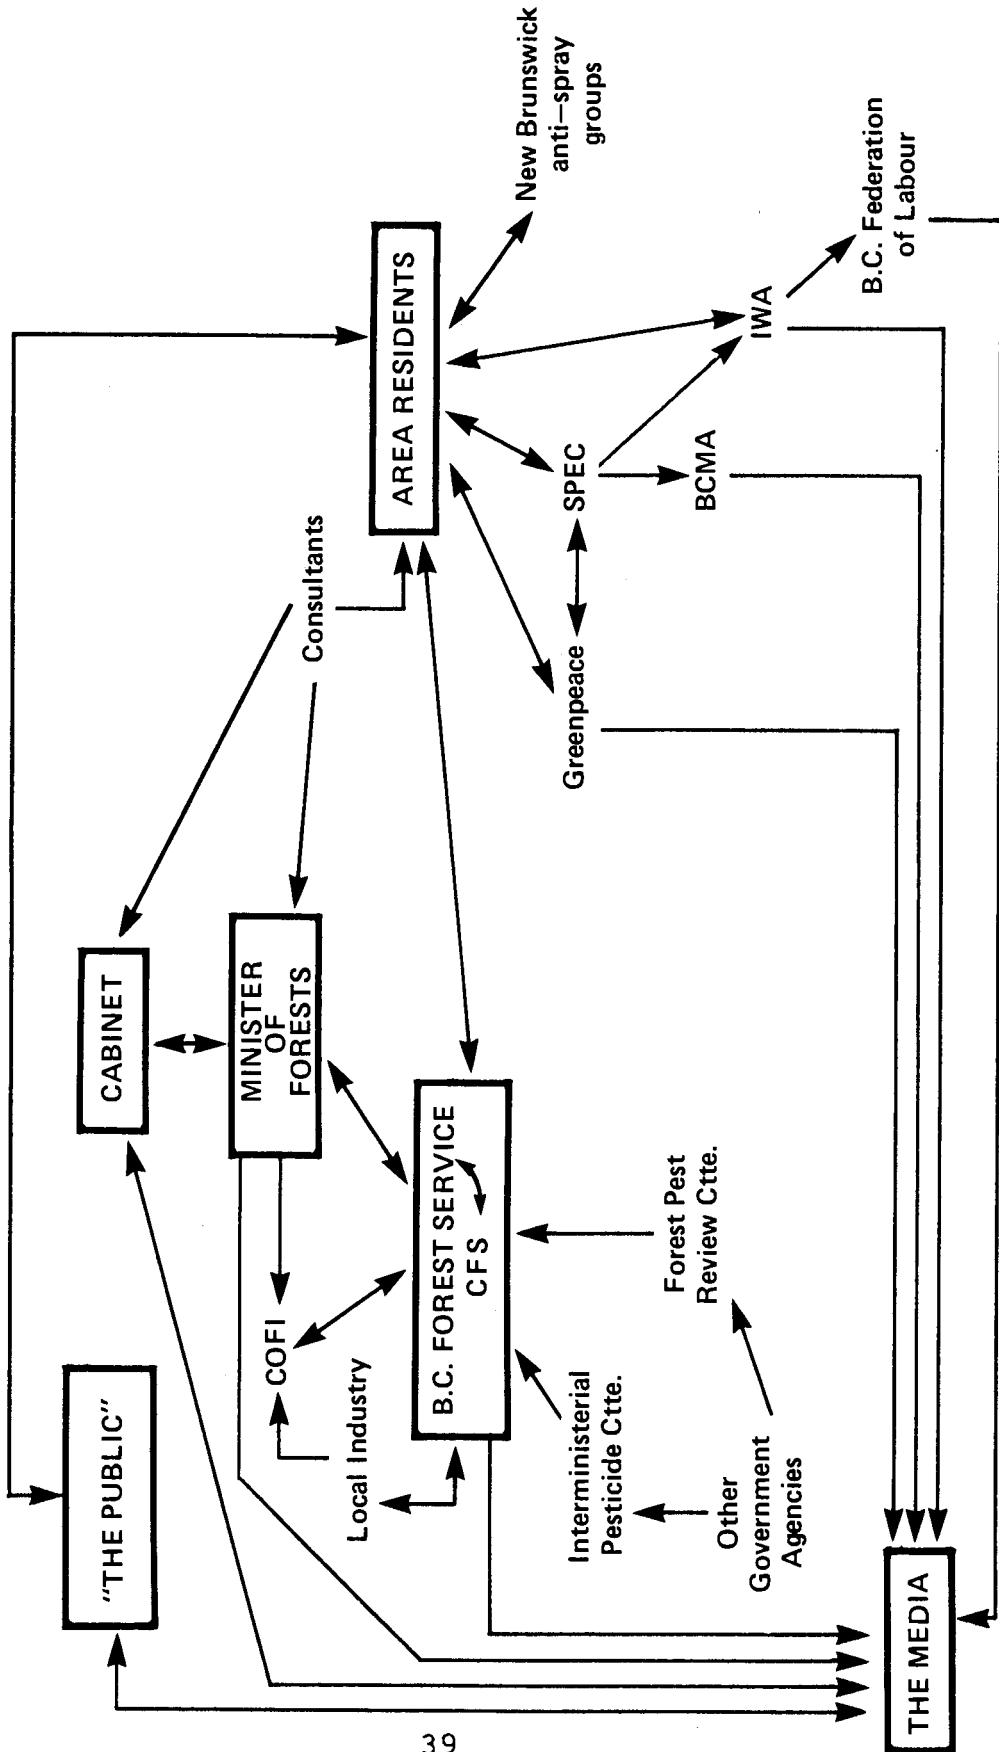 "THE PUBLIC"
CABINET
MINISTER
OF
FORESTS
COFI
Consultants
Local Industry
B.C. FOREST SERVICE
CFS
AREA RESIDENTS
New Brunswick
anti-spray
groups
Interministerial
Pesticide Ctte.
Forest Pest
Review Ctte.
Other
Government
Agencies
Greenpeace
SPEC
BCMA
IWA
B.C. Federation
of Labour
THE MEDIA
39